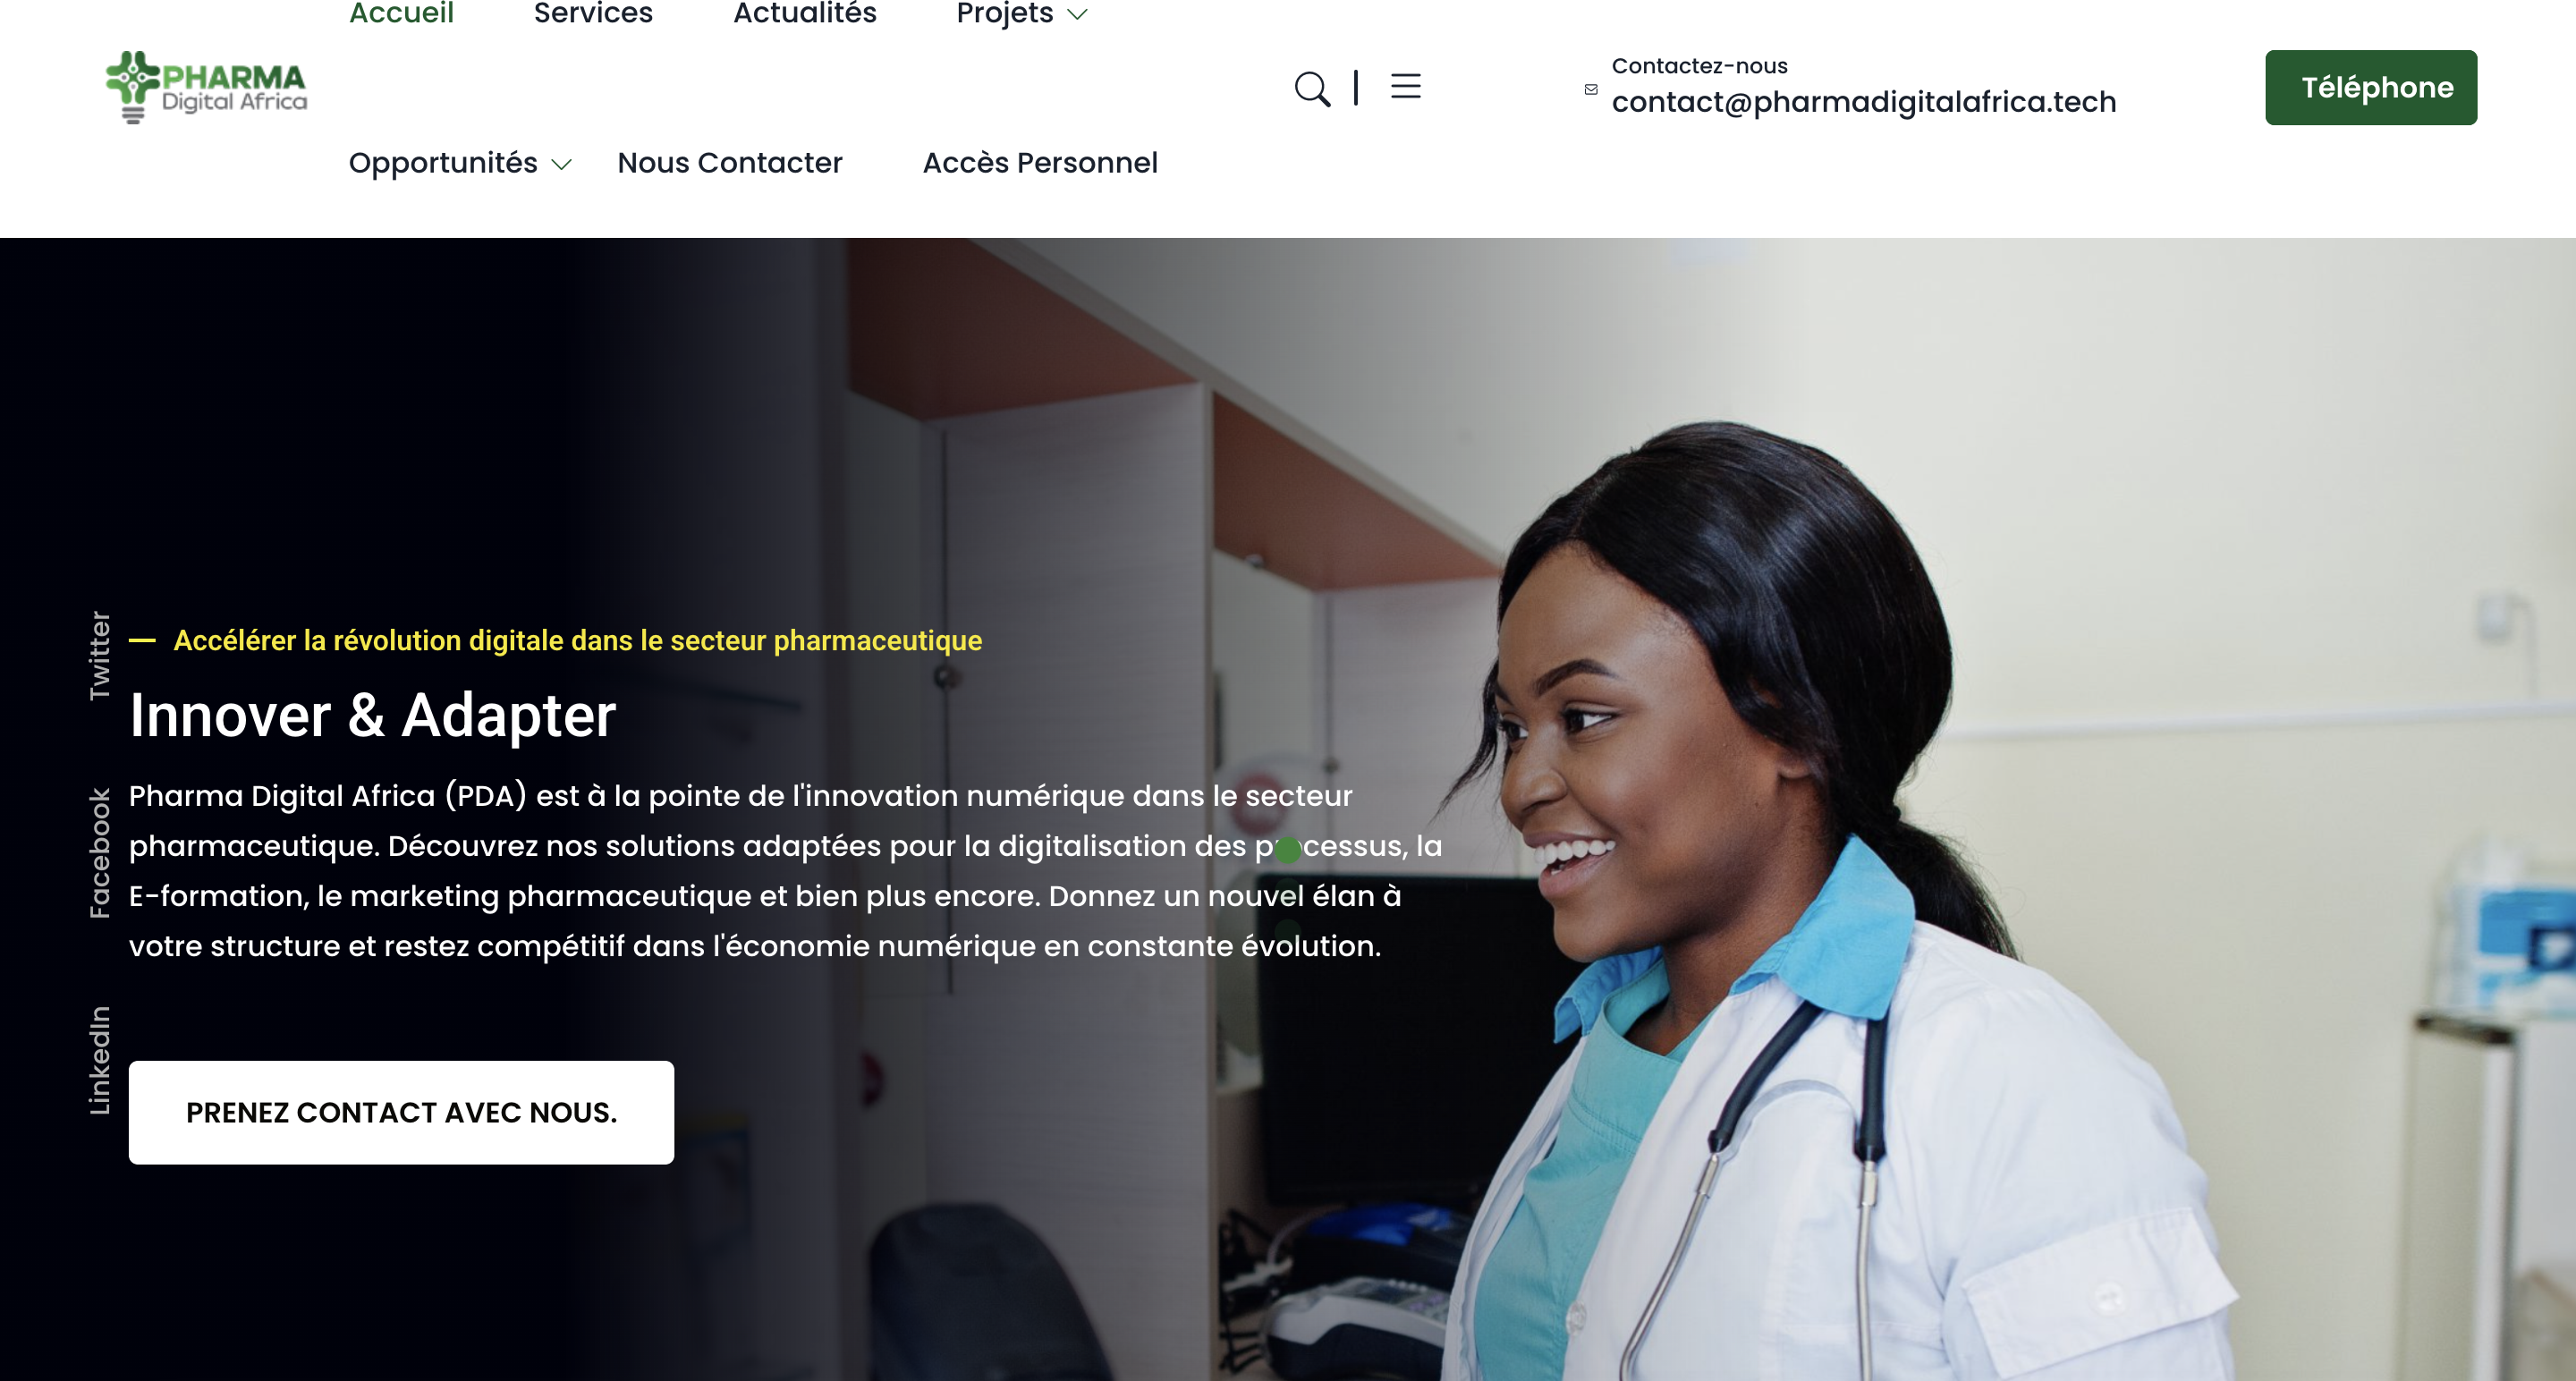 Accueil Services Actualités Projets
PHARMA
Digital Africa
Contactez-nous
contact@pharmadigitalafrica.tech
Téléphone
Opportunités Nous Contacter Accès Personnel
Twitter
Facebook
LinkedIn
Accélérer la révolution digitale dans le secteur pharmaceutique
Innover & Adapter
Pharma Digital Africa (PDA) est à la pointe de l'innovation numérique dans le secteur
pharmaceutique. Découvrez nos solutions adaptées pour la digitalisation des processus, la
E-formation, le marketing pharmaceutique et bien plus encore. Donnez un nouvel élan à
votre structure et restez compétitif dans l'économie numérique en constante évolution.
PRENEZ CONTACT AVEC NOUS.